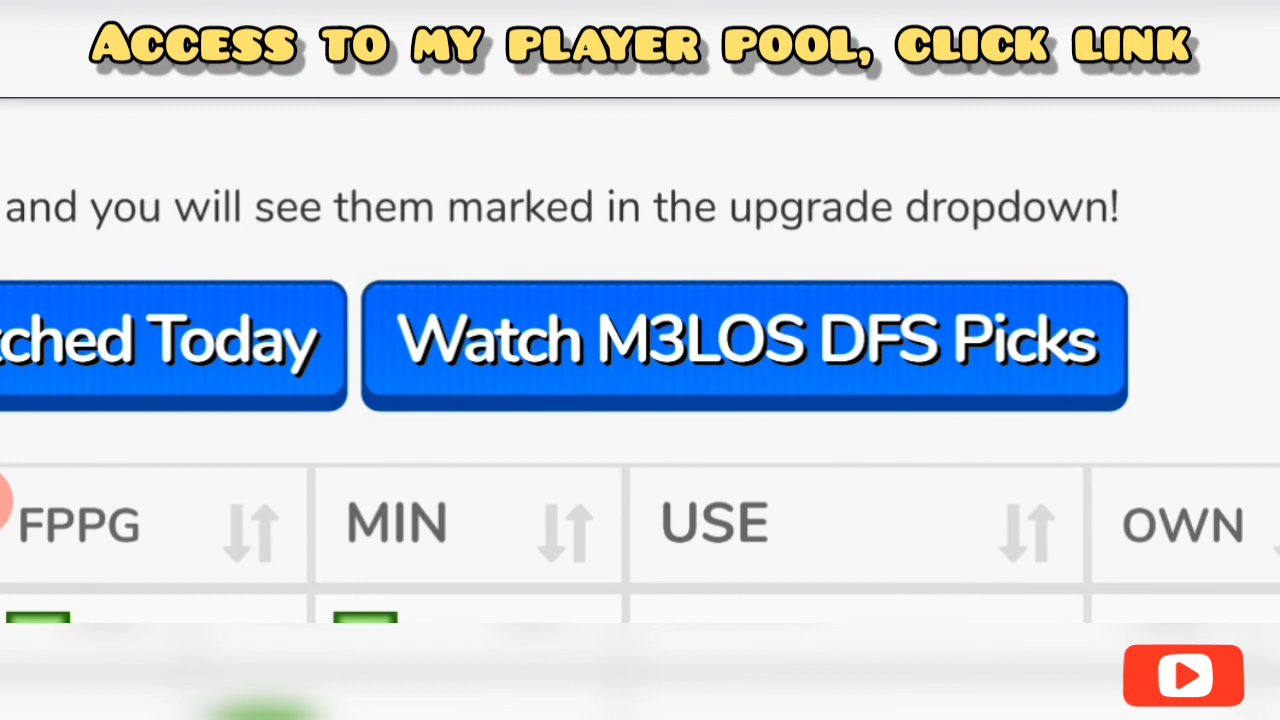 Access to my player pool, click link
and you will see them marked in the upgrade dropdown!
Today
Watch M3LOS DFS Picks
FPPG MIN USE OWN